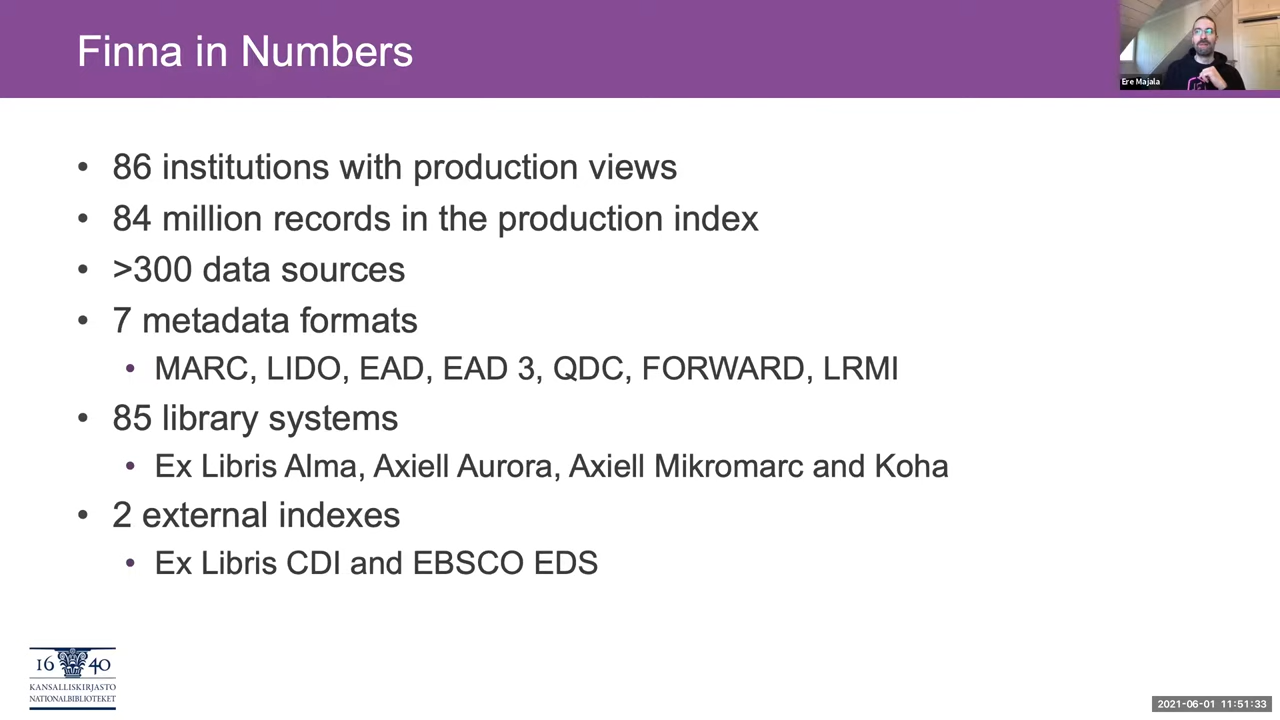 Finna in Numbers
Ere Majala
• 86 institutions with production views
• 84 million records in the production index
• >300 data sources
• 7 metadata formats
• MARC, LIDO, EAD, EAD 3, QDC, FORWARD, LRMI
• 85 library systems
• Ex Libris Alma, Axiell Aurora, Axiell Mikromarc and Koha
• 2 external indexes
• Ex Libris CDI and EBSCO EDS
16 40
KANSALLISKIRJASTO
NATIONALBIBLIOTEKET
2021-06-01 11:51:33